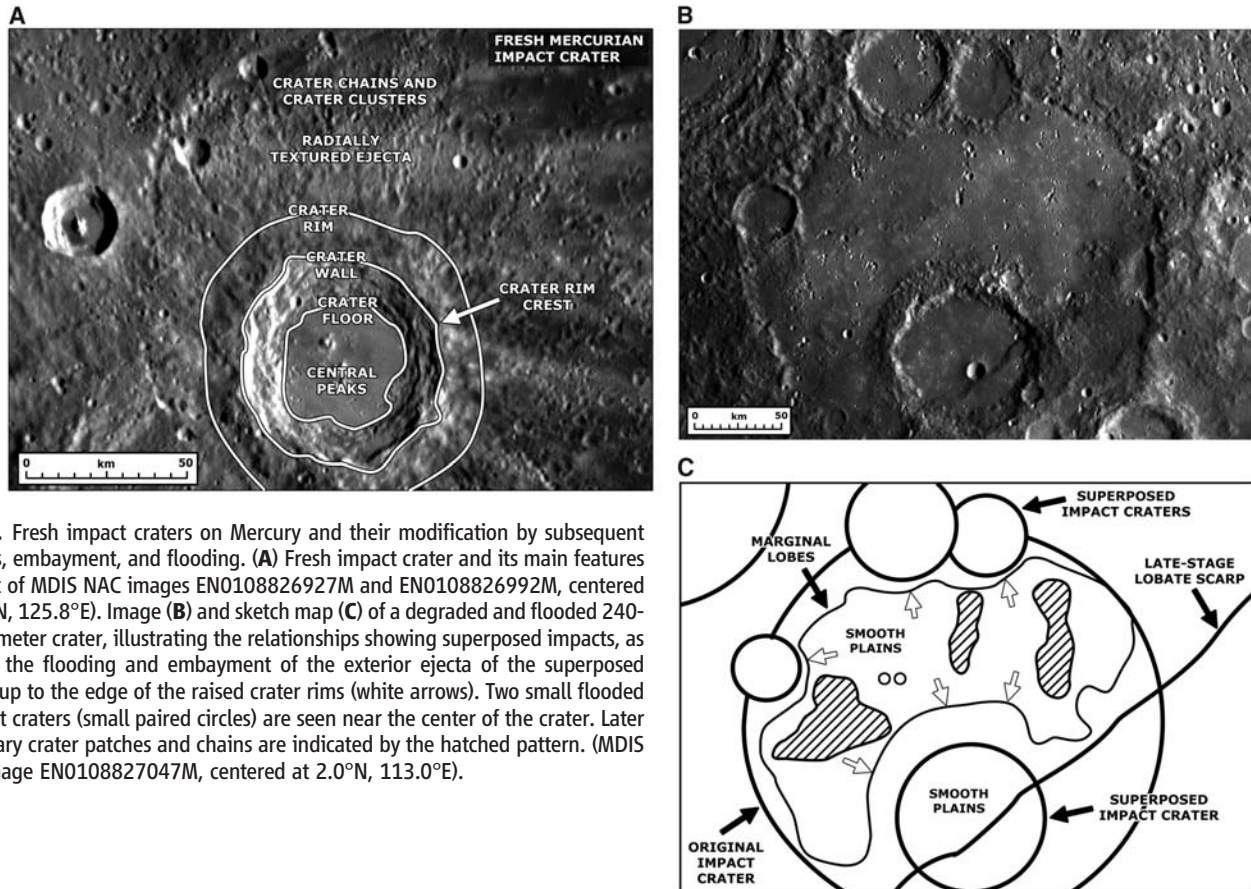 A
FRESH MERCURIAN
IMPACT CRATER
CRATER CHAINS AND
CRATER CLUSTERS
RADIALLY
TEXTURED EJECTA
CRATER
RIM
CRATER
WALL
CRATER RIM
CREST
CRATER
FLOOR
CENTRAL
PEAKS
0 km 50
B
0 km 50
C
SUPERPOSED
IMPACT CRATERS
MARGINAL
LOBES
LATE-STAGE
LOBATE SCARP
SMOOTH
PLAINS
SMOOTH
PLAINS
SUPERPOSED
IMPACT CRATER
ORIGINAL
IMPACT
CRATER
. Fresh impact craters on Mercury and their modification by subsequent
s, embayment, and flooding. (A) Fresh impact crater and its main features
of MDIS NAC images EN0108826927M and EN0108826992M, centered
N, 125.8°E). Image (B) and sketch map (C) of a degraded and flooded 240-
meter crater, illustrating the relationships showing superposed impacts, as
the flooding and embayment of the exterior ejecta of the superposed
up to the edge of the raised crater rims (white arrows). Two small flooded
t craters (small paired circles) are seen near the center of the crater. Later
ary crater patches and chains are indicated by the hatched pattern. (MDIS
nage EN0108827047M, centered at 2.0°N, 113.0°E).